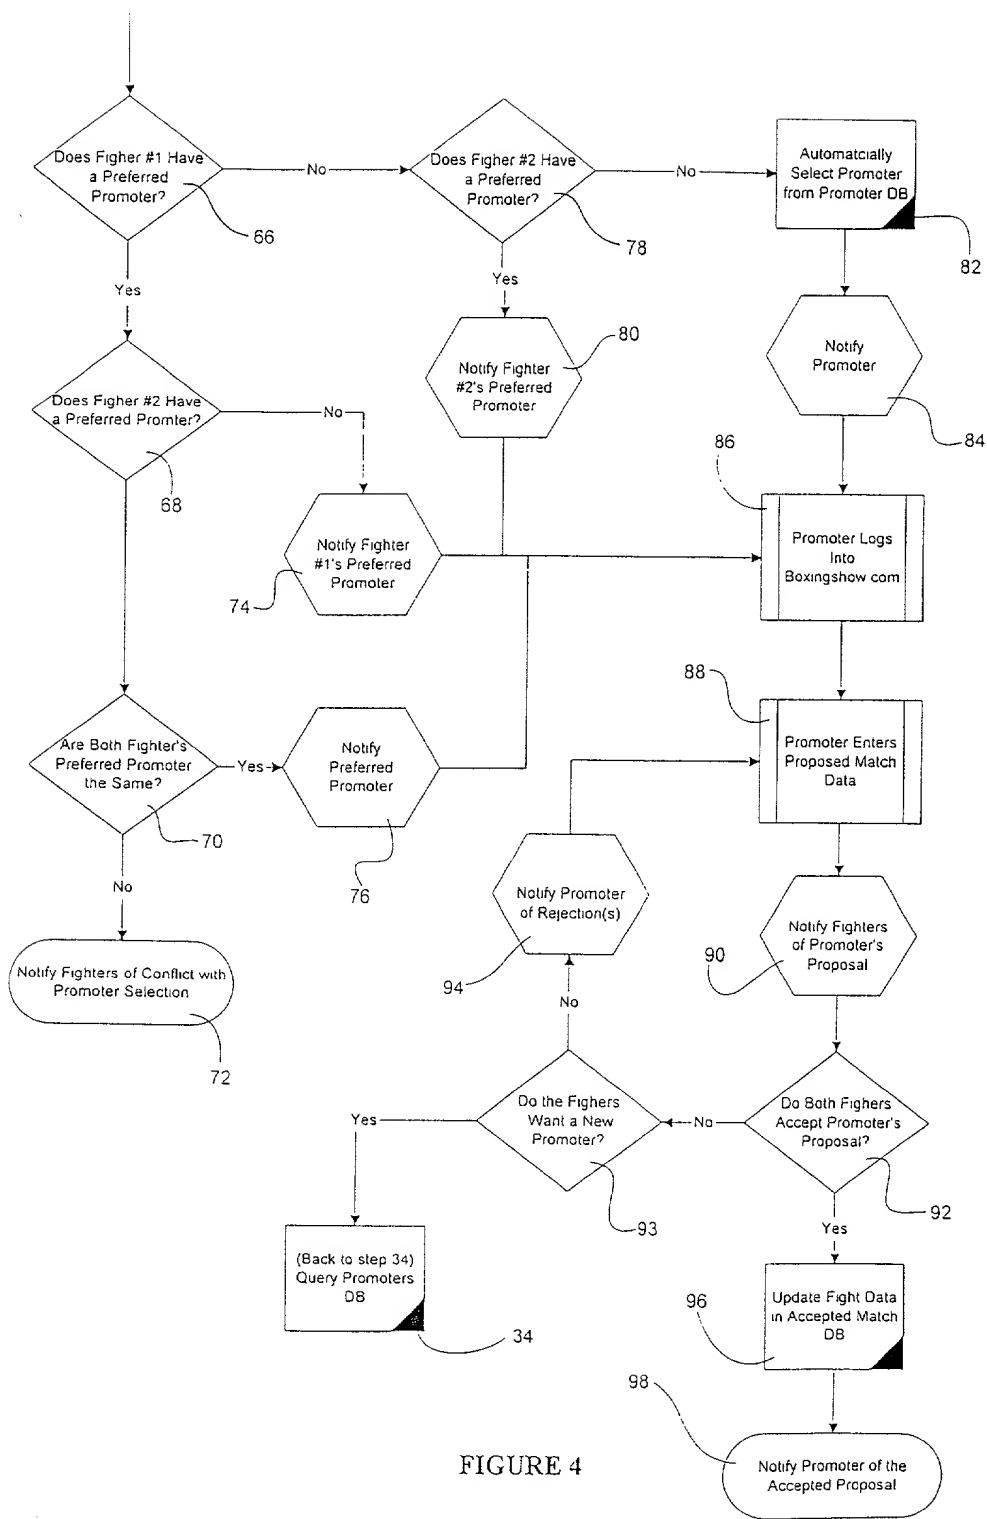 Does Figher #1 Have
a Preferred
Promoter?
66
No
Does Figher #2 Have
a Preferred
Promoter?
78
No
Automatcially
Select Promoter
from Promoter DB
82
Yes
Yes
Notify Fighter
#2's Preferred
Promoter
80
Notify
Promoter
84
Does Figher #2 Have
a Preferred Promter?
68
No
Notify Fighter
#1's Preferred
Promoter
74
86
Promoter Logs
Into
Boxingshow com
88
Promoter Enters
Proposed Match
Data
Are Both Fighter's
Preferred Promoter
the Same?
70
Yes
Notify
Preferred
Promoter
76
No
Notify Fighters of Conflict with
Promoter Selection
72
Notify Promoter
of Rejection(s)
94
Notify Fighters
of Promoter's
Proposal
90
No
Do the Fighers
Want a New
Promoter?
93
No
Do Both Fighers
Accept Promoter's
Proposal?
92
Yes
Yes
(Back to step 34)
Query Promoters
DB
34
Update Fight Data
in Accepted Match
DB
96
98
Notify Promoter of the
Accepted Proposal
FIGURE 4